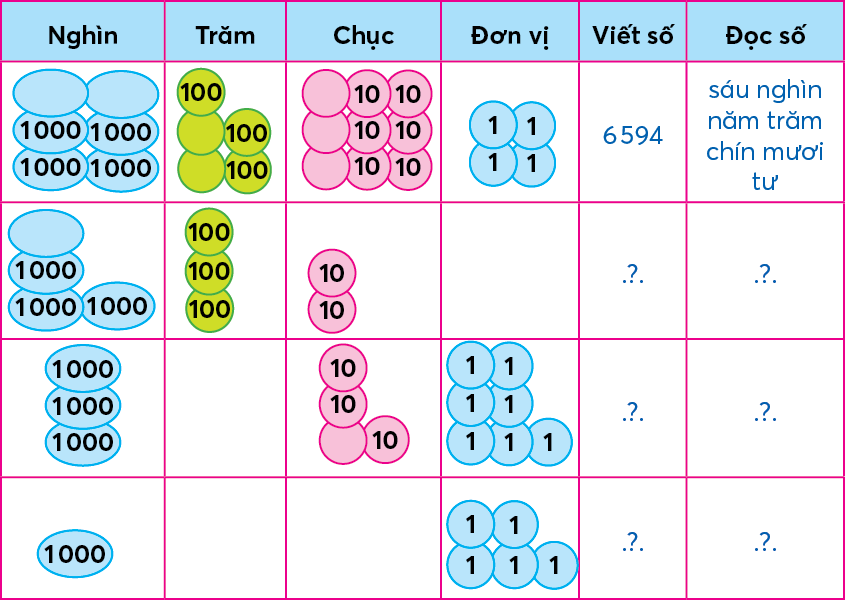 Nghìn Trăm Chục Đơn vị Viết số Đọc số
100 10 10 sáu nghìn
1000 1000 100 10 10 1 1 6 594 năm trăm
1000 1000 100 10 10 1 1 chín mươi
tư
1000 100
1000 100 10 .?. .?.
1000 1000 100 10
1000 10 1 1
1000 10 1 1 .?. .?.
1000 10 1 1 1
1 1
1000 1 1 1 .?. .?.